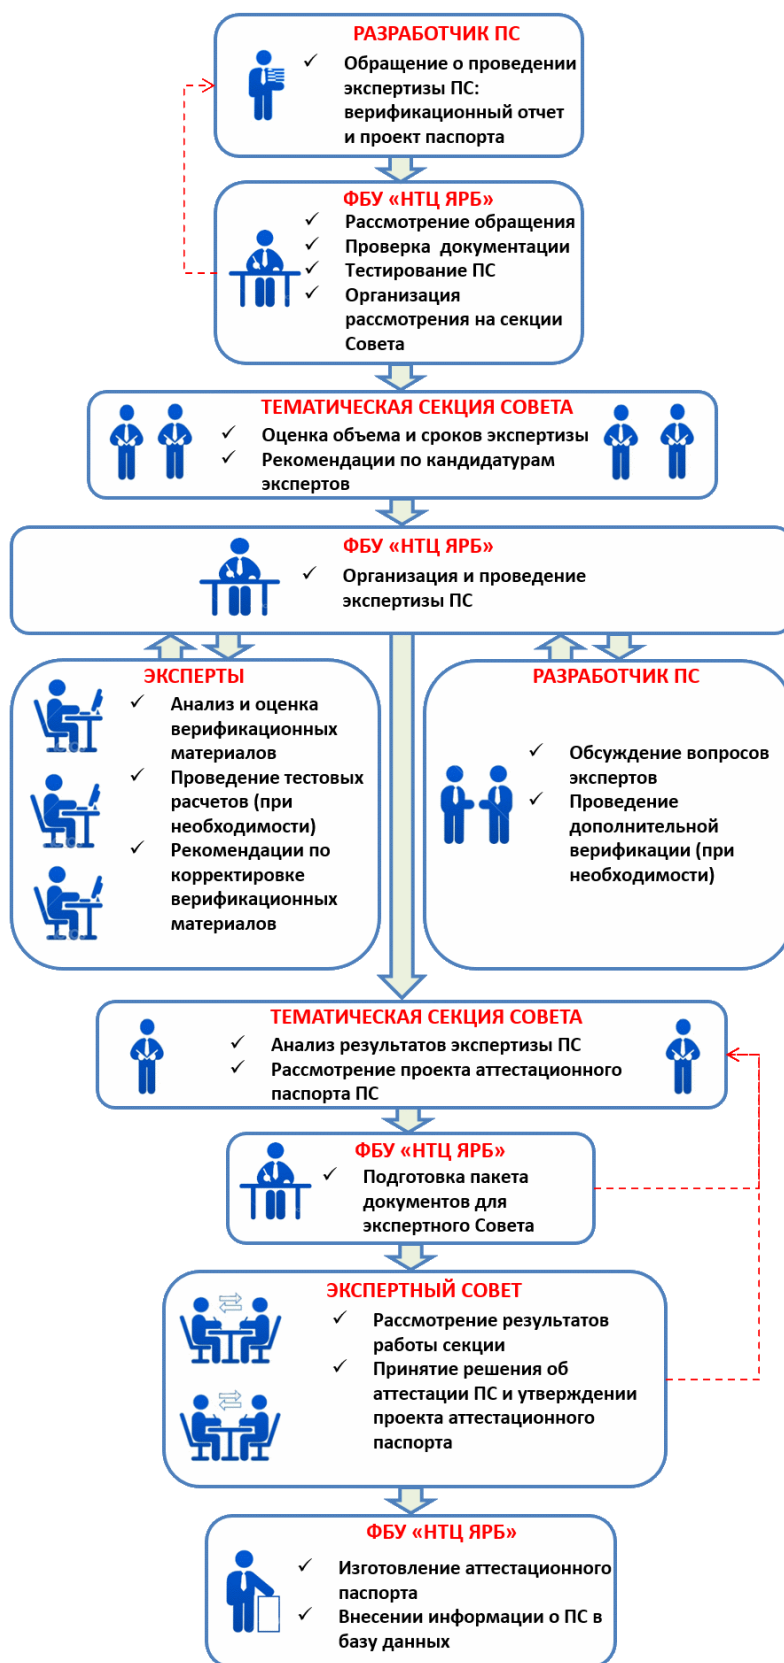 РАЗРАБОТЧИК ПС
✓ Обращение о проведении
экспертизы ПС:
верификационный отчет
и проект паспорта
ФБУ «НТЦ ЯРБ»
✓ Рассмотрение обращения
✓ Проверка документации
✓ Тестирование ПС
✓ Организация
рассмотрения на секции
Совета
ТЕМАТИЧЕСКАЯ СЕКЦИЯ СОВЕТА
✓ Оценка объема и сроков экспертизы
✓ Рекомендации по кандидатурам
экспертов
ФБУ «НТЦ ЯРБ»
✓ Организация и проведение
экспертизы ПС
ЭКСПЕРТЫ
✓ Анализ и оценка
верификационных
материалов
✓ Проведение тестовых
расчетов (при
необходимости)
✓ Рекомендации по
корректировке
верификационных
материалов
РАЗРАБОТЧИК ПС
✓ Обсуждение вопросов
экспертов
✓ Проведение
дополнительной
верификации (при
необходимости)
ТЕМАТИЧЕСКАЯ СЕКЦИЯ СОВЕТА
✓ Анализ результатов экспертизы ПС
✓ Рассмотрение проекта аттестационного
паспорта ПС
ФБУ «НТЦ ЯРБ»
✓ Подготовка пакета
документов для
экспертного Совета
ЭКСПЕРТНЫЙ СОВЕТ
✓ Рассмотрение результатов
работы секции
✓ Принятие решения об
аттестации ПС и утверждении
проекта аттестационного
паспорта
ФБУ «НТЦ ЯРБ»
✓ Изготовление аттестационного
паспорта
✓ Внесении информации о ПС в
базу данных